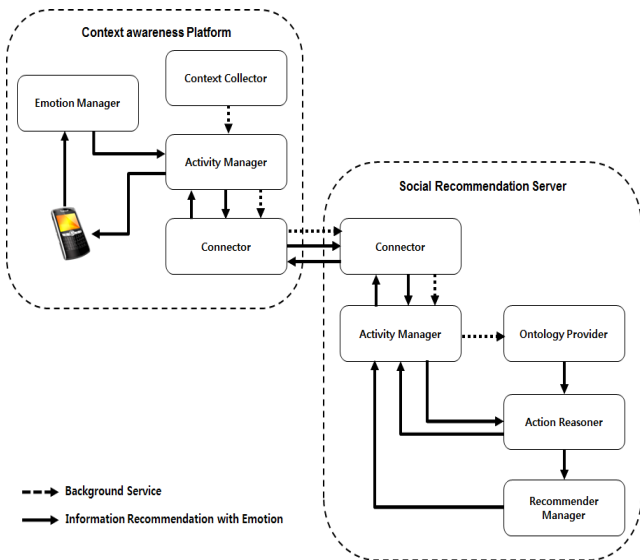 Context awareness Platform
Context Collector
Emotion Manager
Activity Manager
Connector
Social Recommendation Server
Connector
Activity Manager
Ontology Provider
Action Reasoner
Recommender
Manager
Background Service
Information Recommendation with Emotion